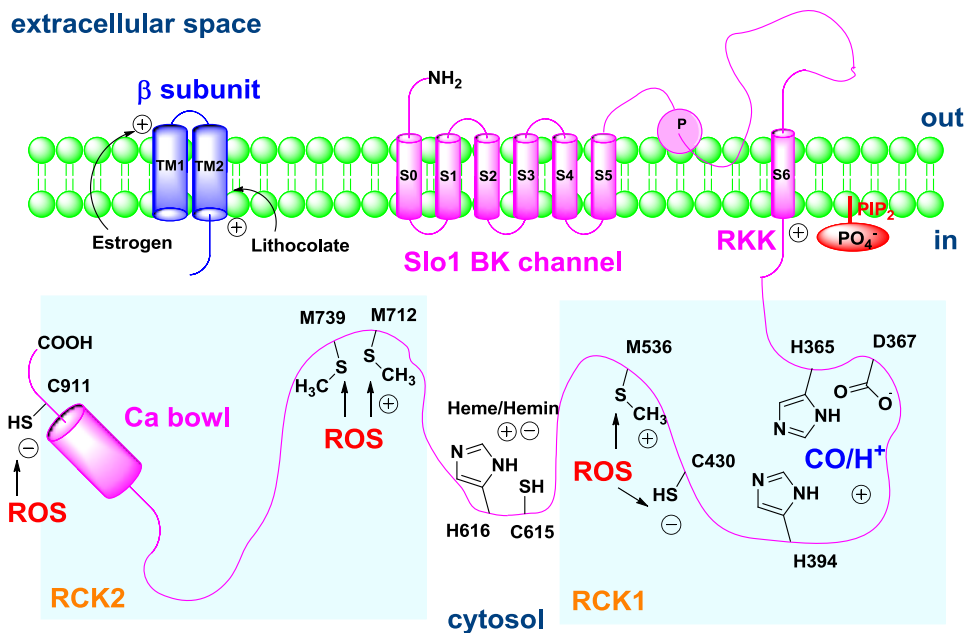 extracellular space
β subunit
NH2
out
P
TM1
TM2
S0
S1
S2
S3
S4
S5
S6
+
Estrogen
+
Lithocolate
Slo1 BK channel
RKK
+
PIP2
PO4-
in
COOH
C911
HS
-
ROS
Ca bowl
RCK2
M739
M712
S
S
H3C
CH3
+
ROS
Heme/Hemin
+ -
N
NH
SH
H616
C615
cytosol
M536
S
CH3
+
ROS
C430
HS
-
RCK1
H365
D367
N
NH
O
O-
CO/H+
+
N
NH
H394